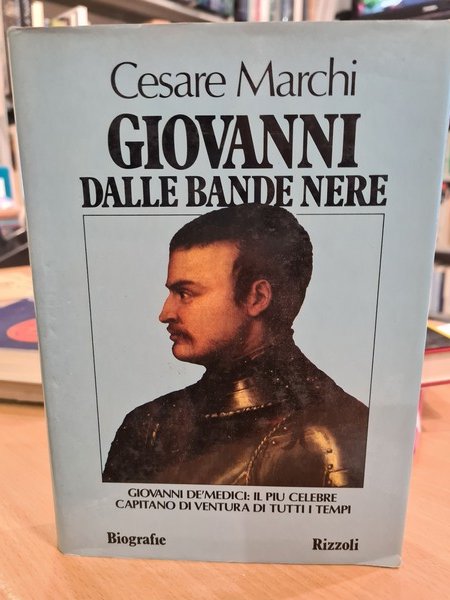 Cesare Marchi
GIOVANNI
DALLE BANDE NERE
GIOVANNI DE'MEDICI: IL PIU CELEBRE
CAPITANO DI VENTURA DI TUTTI I TEMPI
Biografie Rizzoli